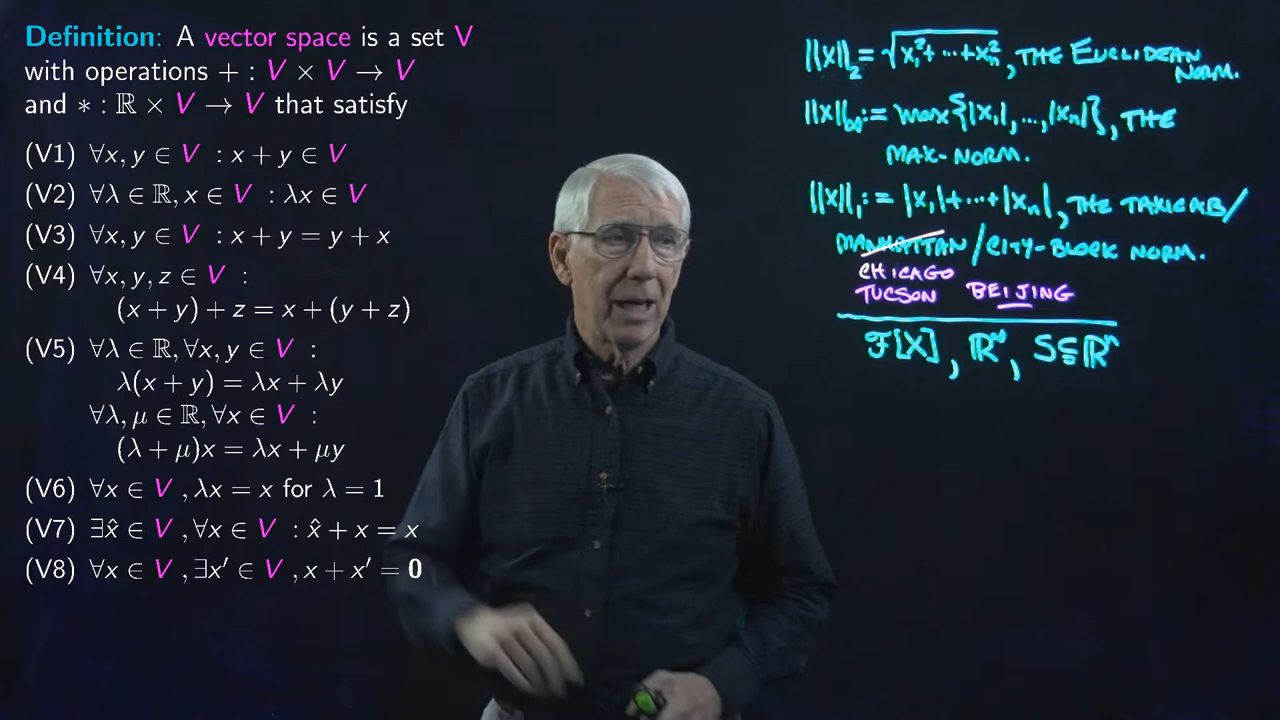 Definition: A vector space is a set V
with operations + : V × V → V
and ∗ : ℝ × V → V that satisfy
(V1) ∀x, y ∈ V : x + y ∈ V
(V2) ∀λ ∈ ℝ, x ∈ V : λx ∈ V
(V3) ∀x, y ∈ V : x + y = y + x
(V4) ∀x, y, z ∈ V :
(x + y) + z = x + (y + z)
(V5) ∀λ ∈ ℝ, ∀x, y ∈ V :
λ(x + y) = λx + λy
∀λ, μ ∈ ℝ, ∀x ∈ V :
(λ + μ)x = λx + μy
(V6) ∀x ∈ V , λx = x for λ = 1
(V7) ∃x̂ ∈ V , ∀x ∈ V : x̂ + x = x
(V8) ∀x ∈ V , ∃x′ ∈ V , x + x′ = 0
||x||₂ = √(x₁² + ⋯ + xₙ²), THE EUCLIDEAN
NORM.
||x||∞ := max{|x₁|, ..., |xₙ|}, THE
MAX-NORM.
||x||₁ := |x₁| + ⋯ + |xₙ|, THE TAXICAB/
MANHATTAN/CITY-BLOCK NORM.
CHICAGO
TUCSON BEIJING
ℱ[X], ℝ^∞, S ⊆ ℝⁿ